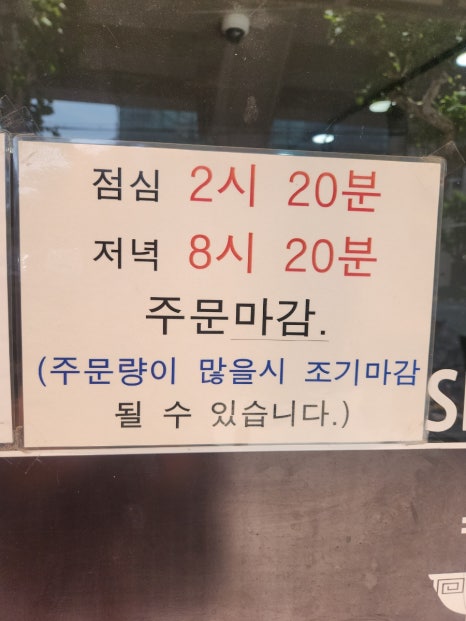 점심 2시 20분
저녁 8시 20분
주문마감.
(주문량이 많을시 조기마감
될 수 있습니다.)